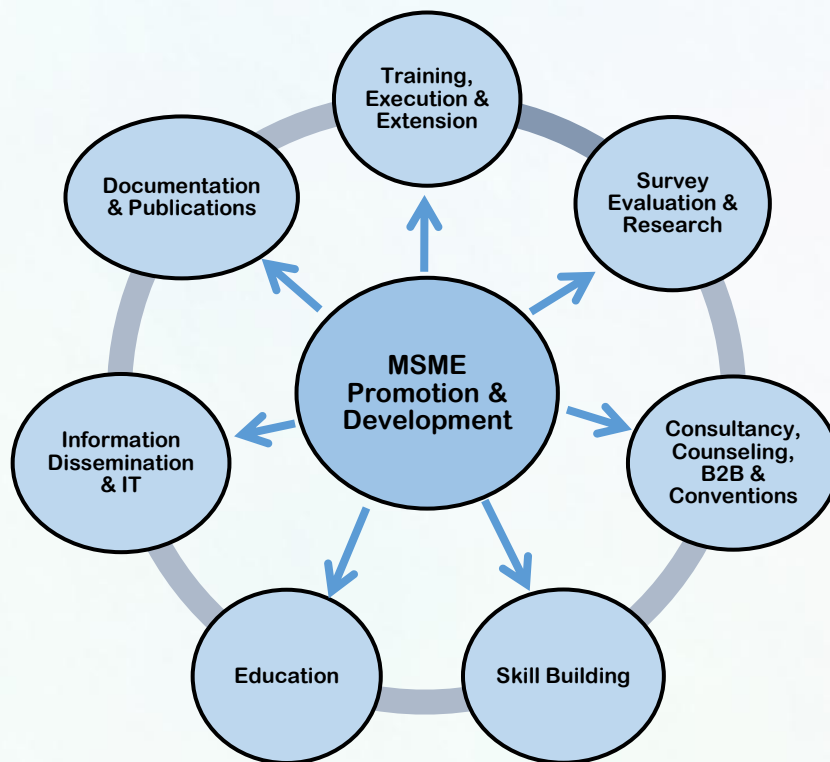 Training,
Execution &
Extension
Survey
Evaluation &
Research
Consultancy,
Counseling,
B2B &
Conventions
Skill Building
Education
Information
Dissemination
& IT
Documentation
& Publications
MSME
Promotion &
Development